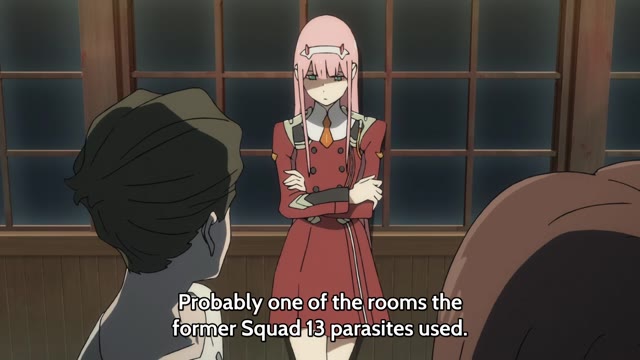 Probably one of the rooms the
former Squad 13 parasites used.